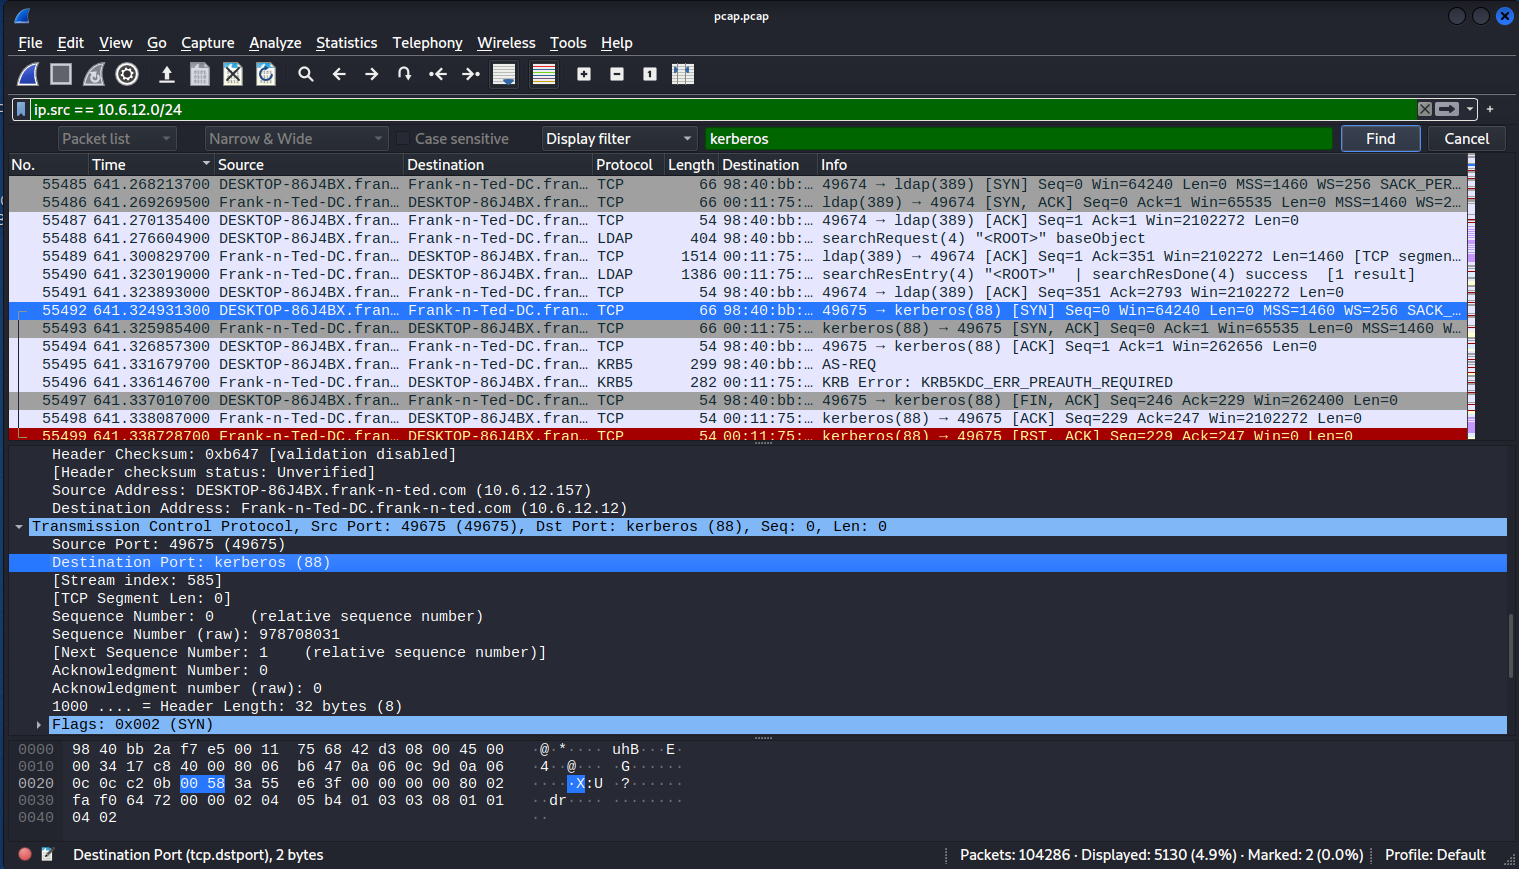 pcap.pcap
File Edit View Go Capture Analyze Statistics Telephony Wireless Tools Help
ip.src == 10.6.12.0/24
Packet list Narrow & Wide Case sensitive Display filter kerberos Find Cancel
No. Time Source Destination Protocol Length Destination Info
55485 641.268213700 DESKTOP-86J4BX.fran… Frank-n-Ted-DC.fran… TCP 66 98:40:bb:… 49674 → ldap(389) [SYN] Seq=0 Win=64240 Len=0 MSS=1460 WS=256 SACK_PER…
55486 641.269269500 Frank-n-Ted-DC.fran… DESKTOP-86J4BX.fran… TCP 66 00:11:75:… ldap(389) → 49674 [SYN, ACK] Seq=0 Ack=1 Win=65535 Len=0 MSS=1460 WS=2…
55487 641.270135400 DESKTOP-86J4BX.fran… Frank-n-Ted-DC.fran… TCP 54 98:40:bb:… 49674 → ldap(389) [ACK] Seq=1 Ack=1 Win=2102272 Len=0
55488 641.276604900 DESKTOP-86J4BX.fran… Frank-n-Ted-DC.fran… LDAP 404 98:40:bb:… searchRequest(4) "<ROOT>" baseObject
55489 641.300829700 Frank-n-Ted-DC.fran… DESKTOP-86J4BX.fran… TCP 1514 00:11:75:… ldap(389) → 49674 [ACK] Seq=1 Ack=351 Win=2102272 Len=1460 [TCP segmen…
55490 641.323019000 Frank-n-Ted-DC.fran… DESKTOP-86J4BX.fran… LDAP 1386 00:11:75:… searchResEntry(4) "<ROOT>" | searchResDone(4) success [1 result]
55491 641.323893000 DESKTOP-86J4BX.fran… Frank-n-Ted-DC.fran… TCP 54 98:40:bb:… 49674 → ldap(389) [ACK] Seq=351 Ack=2793 Win=2102272 Len=0
55492 641.324931300 DESKTOP-86J4BX.fran… Frank-n-Ted-DC.fran… TCP 66 98:40:bb:… 49675 → kerberos(88) [SYN] Seq=0 Win=64240 Len=0 MSS=1460 WS=256 SACK_…
55493 641.325985400 Frank-n-Ted-DC.fran… DESKTOP-86J4BX.fran… TCP 66 00:11:75:… kerberos(88) → 49675 [SYN, ACK] Seq=0 Ack=1 Win=65535 Len=0 MSS=1460 W…
55494 641.326857300 DESKTOP-86J4BX.fran… Frank-n-Ted-DC.fran… TCP 54 98:40:bb:… 49675 → kerberos(88) [ACK] Seq=1 Ack=1 Win=262656 Len=0
55495 641.331679700 DESKTOP-86J4BX.fran… Frank-n-Ted-DC.fran… KRB5 299 98:40:bb:… AS-REQ
55496 641.336146700 Frank-n-Ted-DC.fran… DESKTOP-86J4BX.fran… KRB5 282 00:11:75:… KRB Error: KRB5KDC_ERR_PREAUTH_REQUIRED
55497 641.337010700 DESKTOP-86J4BX.fran… Frank-n-Ted-DC.fran… TCP 54 98:40:bb:… 49675 → kerberos(88) [FIN, ACK] Seq=246 Ack=229 Win=262400 Len=0
55498 641.338087000 Frank-n-Ted-DC.fran… DESKTOP-86J4BX.fran… TCP 54 00:11:75:… kerberos(88) → 49675 [ACK] Seq=229 Ack=247 Win=2102272 Len=0
55499 641.338728700 Frank-n-Ted-DC.fran… DESKTOP-86J4BX.fran… TCP 54 00:11:75:… kerberos(88) → 49675 [RST, ACK] Seq=229 Ack=247 Win=0 Len=0
Header Checksum: 0xb647 [validation disabled]
[Header checksum status: Unverified]
Source Address: DESKTOP-86J4BX.frank-n-ted.com (10.6.12.157)
Destination Address: Frank-n-Ted-DC.frank-n-ted.com (10.6.12.12)
Transmission Control Protocol, Src Port: 49675 (49675), Dst Port: kerberos (88), Seq: 0, Len: 0
Source Port: 49675 (49675)
Destination Port: kerberos (88)
[Stream index: 585]
[TCP Segment Len: 0]
Sequence Number: 0 (relative sequence number)
Sequence Number (raw): 978708031
[Next Sequence Number: 1 (relative sequence number)]
Acknowledgment Number: 0
Acknowledgment number (raw): 0
1000 .... = Header Length: 32 bytes (8)
Flags: 0x002 (SYN)
0000 98 40 bb 2a f7 e5 00 11 75 68 42 d3 08 00 45 00 ·@·*···· uhB···E·
0010 00 34 17 c8 40 00 80 06 b6 47 0a 06 0c 9d 0a 06 ·4··@··· ·G······
0020 0c 0c c2 0b 00 58 3a 55 e6 3f 00 00 00 00 80 02 ·····X:U ·?······
0030 fa f0 64 72 00 00 02 04 05 b4 01 03 03 08 01 01 ··dr···· ········
0040 04 02 ··
Destination Port (tcp.dstport), 2 bytes Packets: 104286 · Displayed: 5130 (4.9%) · Marked: 2 (0.0%) Profile: Default